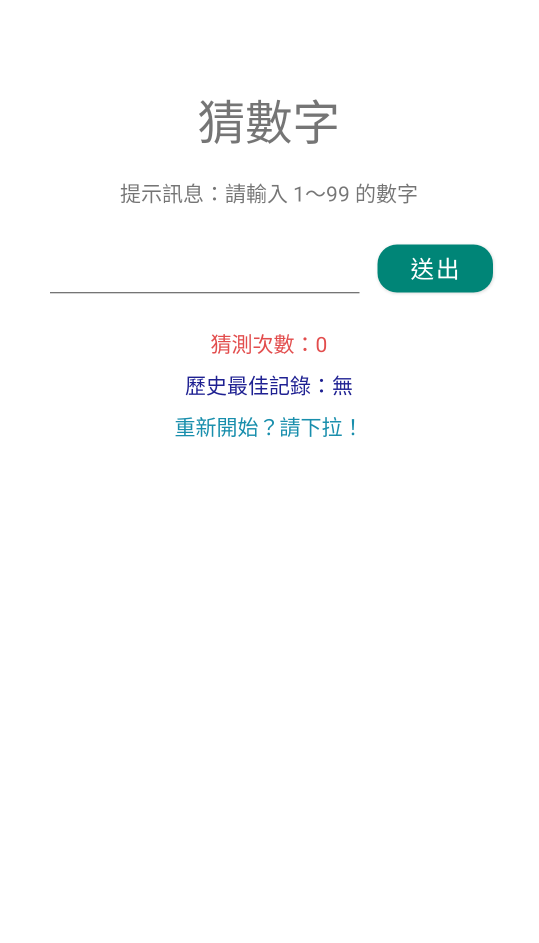 猜數字
提示訊息：請輸入 1～99 的數字
送出
猜測次數：0
歷史最佳記錄：無
重新開始？請下拉！